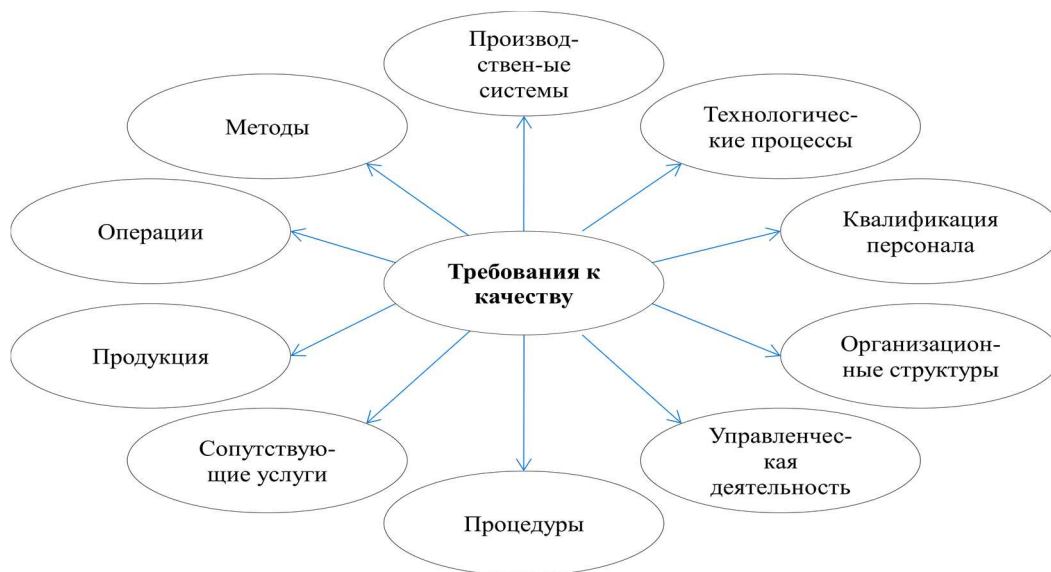 Производ-
ствен-ые
системы
Методы
Технологичес-
кие процессы
Операции
Квалификация
персонала
Требования к
качеству
Продукция
Организацион-
ные структуры
Сопутствую-
щие услуги
Управленчес-
кая
деятельность
Процедуры